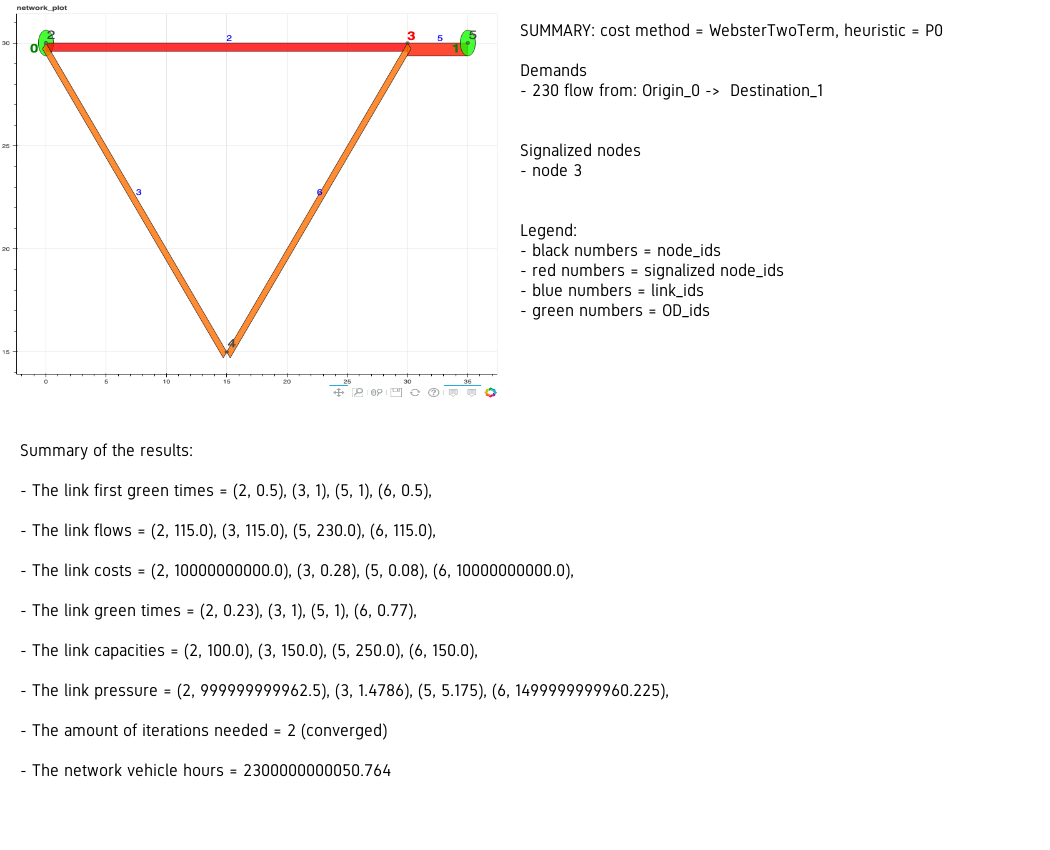 network_plot
SUMMARY: cost method = WebsterTwoTerm, heuristic = P0
Demands
- 230 flow from: Origin_0 -> Destination_1
Signalized nodes
- node 3
Legend:
- black numbers = node_ids
- red numbers = signalized node_ids
- blue numbers = link_ids
- green numbers = OD_ids
30
25
20
15
0
5
10
15
20
25
30
35
0
2
2
3
5
1
5
3
6
4
Summary of the results:
- The link first green times = (2, 0.5), (3, 1), (5, 1), (6, 0.5),
- The link flows = (2, 115.0), (3, 115.0), (5, 230.0), (6, 115.0),
- The link costs = (2, 10000000000.0), (3, 0.28), (5, 0.08), (6, 10000000000.0),
- The link green times = (2, 0.23), (3, 1), (5, 1), (6, 0.77),
- The link capacities = (2, 100.0), (3, 150.0), (5, 250.0), (6, 150.0),
- The link pressure = (2, 999999999962.5), (3, 1.4786), (5, 5.175), (6, 1499999999960.225),
- The amount of iterations needed = 2 (converged)
- The network vehicle hours = 2300000000050.764